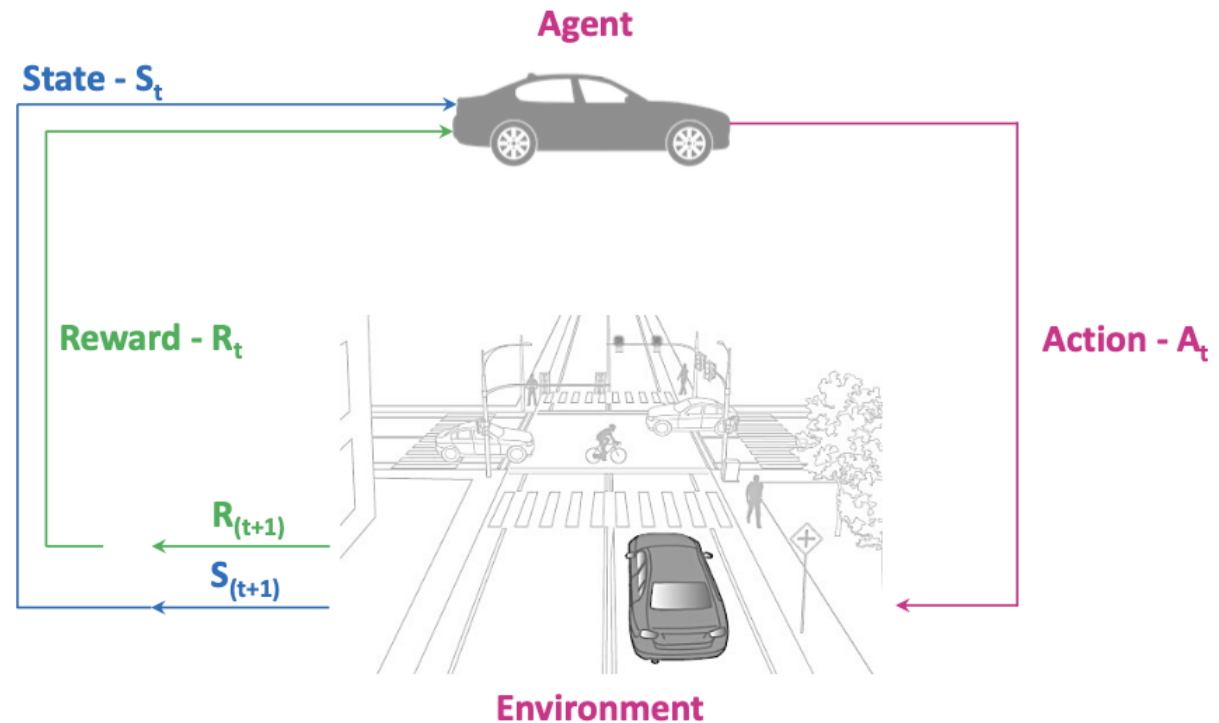 Agent
State - Sₜ
Reward - Rₜ
Action - Aₜ
R₍ₜ₊₁₎
S₍ₜ₊₁₎
Environment